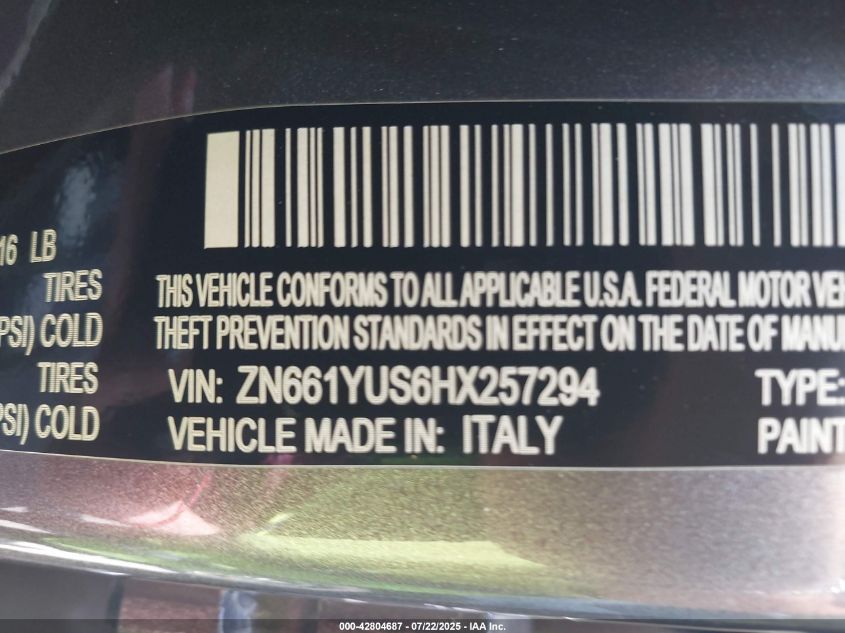 16 LB
TIRES
PSI) COLD
TIRES
PSI) COLD
THIS VEHICLE CONFORMS TO ALL APPLICABLE U.S.A. FEDERAL MOTOR VEH
THEFT PREVENTION STANDARDS IN EFFECT ON THE DATE OF MANU
VIN: ZN661YUS6HX257294 TYPE:
VEHICLE MADE IN: ITALY PAINT
000-42804687 - 07/22/2025 - IAA Inc.